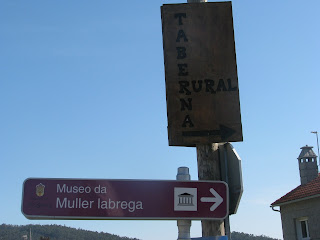 TABERNA
RURAL
Museo da
Muller labrega